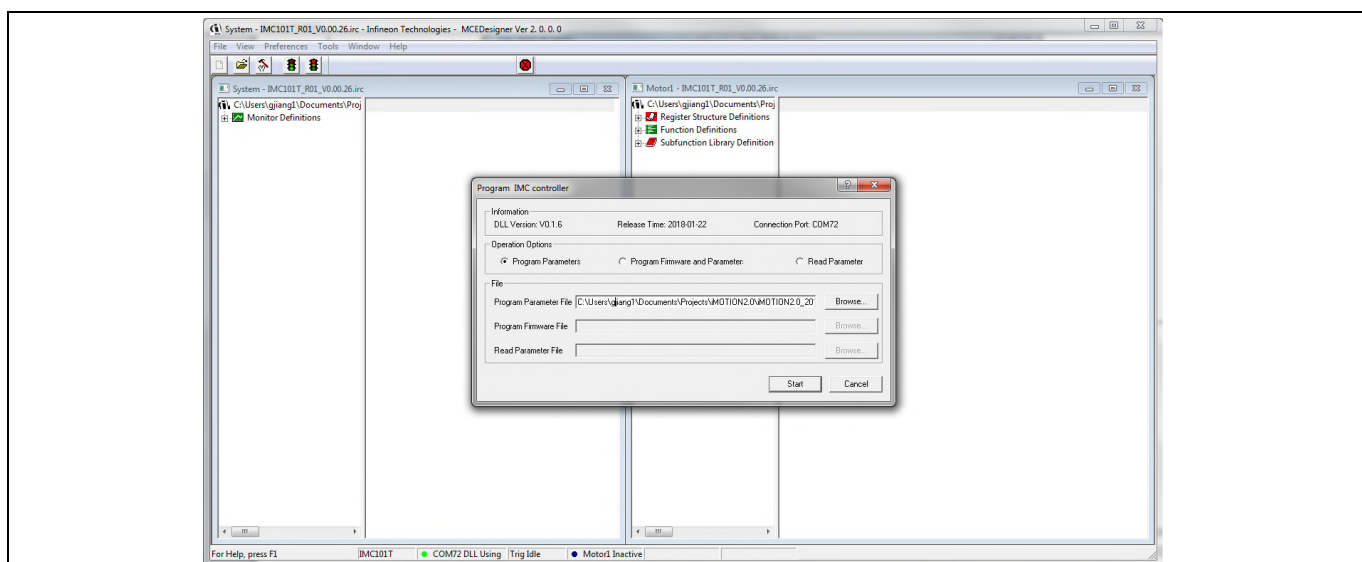 System - IMC101T_R01_V0.00.26.irc - Infineon Technologies - MCEDesigner Ver 2. 0. 0. 0
File View Preferences Tools Window Help
System - IMC101T_R01_V0.00.26.irc
C:\Users\gjiang1\Documents\Proj
Monitor Definitions
Motor1 - IMC101T_R01_V0.00.26.irc
C:\Users\gjiang1\Documents\Proj
Register Structure Definitions
Function Definitions
Subfunction Library Definition
Program IMC controller
Information
DLL Version: V0.1.6 Release Time: 2018-01-22 Connection Port: COM72
Operation Options
Program Parameters Program Firmware and Parameter Read Parameter
File
Program Parameter File C:\Users\gjiang1\Documents\Projects\iMOTION2.0\iMOTION2.0_20 Browse...
Program Firmware File Browse...
Read Parameter File Browse...
Start Cancel
For Help, press F1 IMC101T COM72 DLL Using Trig Idle Motor1 Inactive